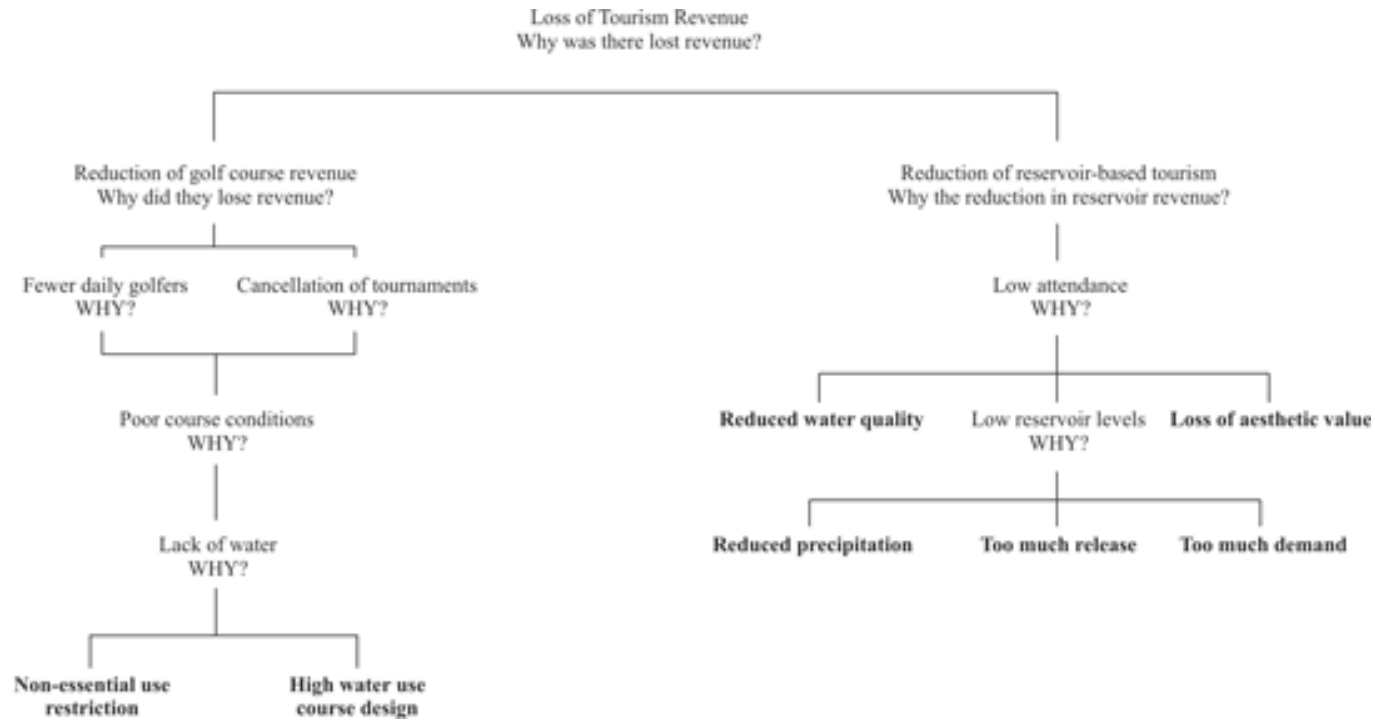 Loss of Tourism Revenue
Why was there lost revenue?
Reduction of golf course revenue
Why did they lose revenue?
Reduction of reservoir-based tourism
Why the reduction in reservoir revenue?
Fewer daily golfers
WHY?
Cancellation of tournaments
WHY?
Low attendance
WHY?
Poor course conditions
WHY?
Reduced water quality
Low reservoir levels
WHY?
Loss of aesthetic value
Lack of water
WHY?
Reduced precipitation
Too much release
Too much demand
Non-essential use
restriction
High water use
course design